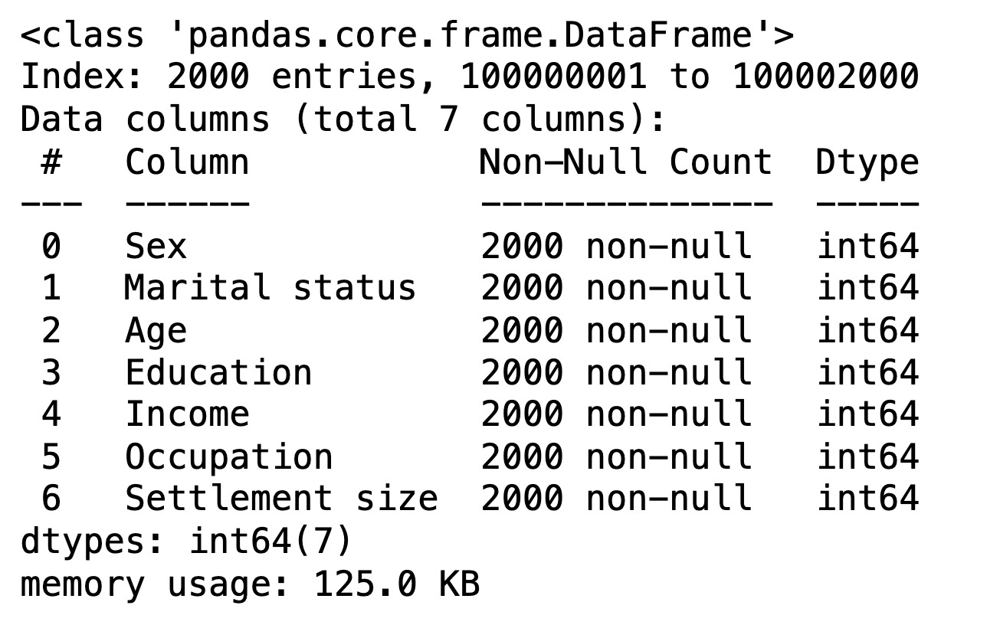 <class 'pandas.core.frame.DataFrame'>
Index: 2000 entries, 100000001 to 100002000
Data columns (total 7 columns):
 #   Column           Non-Null Count  Dtype
---  ------           --------------  -----
 0   Sex              2000 non-null   int64
 1   Marital status   2000 non-null   int64
 2   Age              2000 non-null   int64
 3   Education        2000 non-null   int64
 4   Income           2000 non-null   int64
 5   Occupation       2000 non-null   int64
 6   Settlement size  2000 non-null   int64
dtypes: int64(7)
memory usage: 125.0 KB